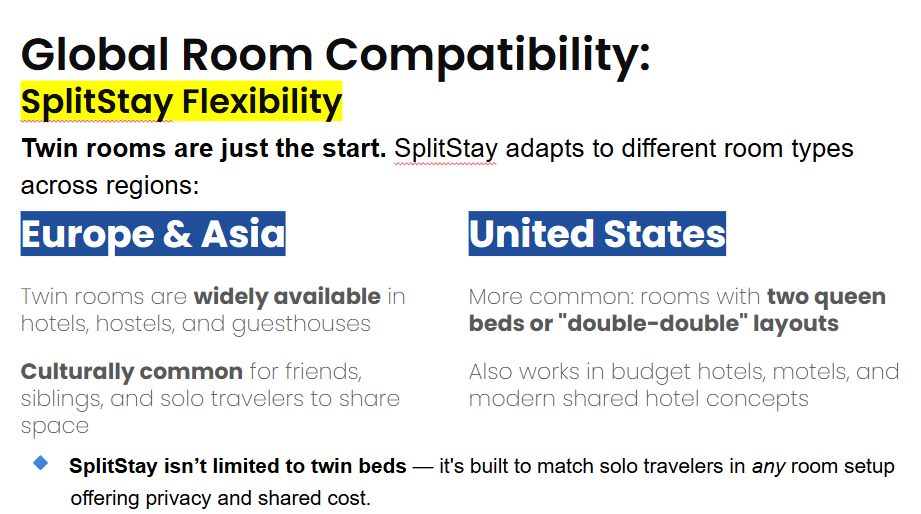 Global Room Compatibility:
SplitStay Flexibility
Twin rooms are just the start. SplitStay adapts to different room types
across regions:
Europe & Asia
Twin rooms are widely available in
hotels, hostels, and guesthouses
Culturally common for friends,
siblings, and solo travelers to share
space
United States
More common: rooms with two queen
beds or "double-double" layouts
Also works in budget hotels, motels, and
modern shared hotel concepts
SplitStay isn’t limited to twin beds — it's built to match solo travelers in any room setup
offering privacy and shared cost.